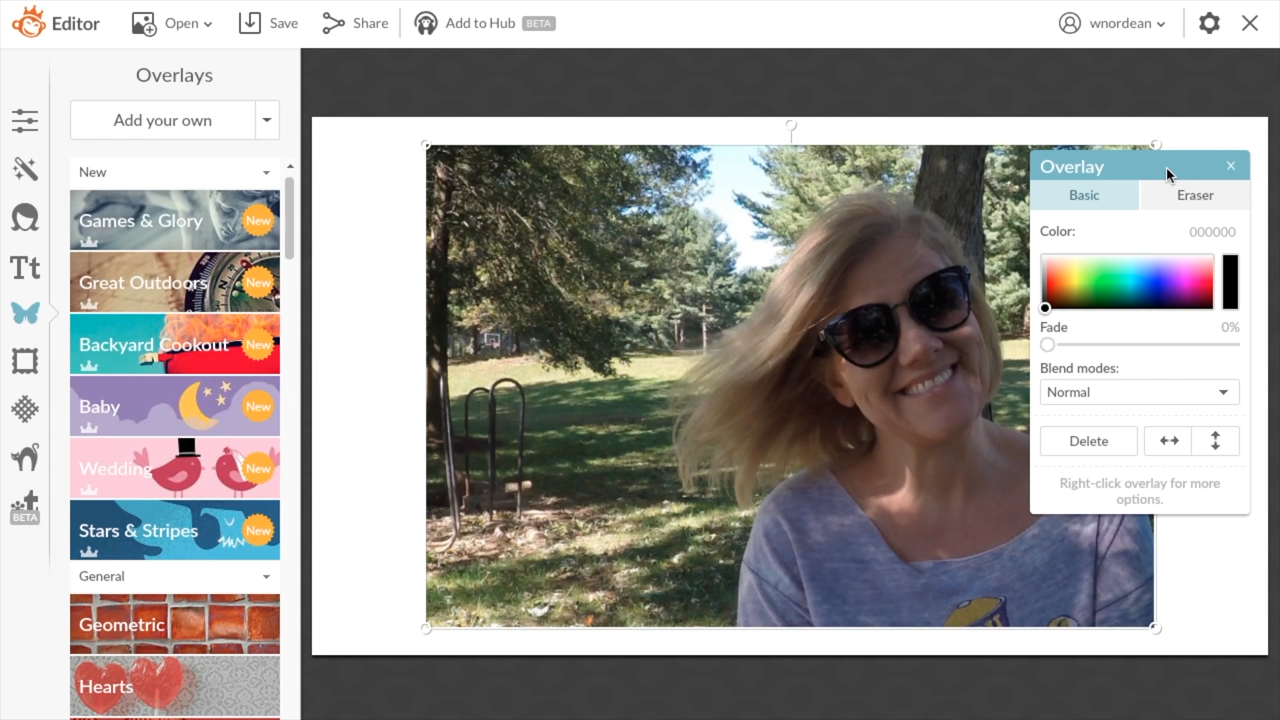 Editor
Open
Save
Share
Add to Hub BETA
wnordean
Overlays
Add your own
New
Games & Glory New
Great Outdoors New
Backyard Cookout New
Baby New
Wedding New
Stars & Stripes New
General
Geometric
Hearts
Tt
BETA
Overlay
Basic
Eraser
Color: 000000
Fade 0%
Blend modes:
Normal
Delete
Right-click overlay for more
options.